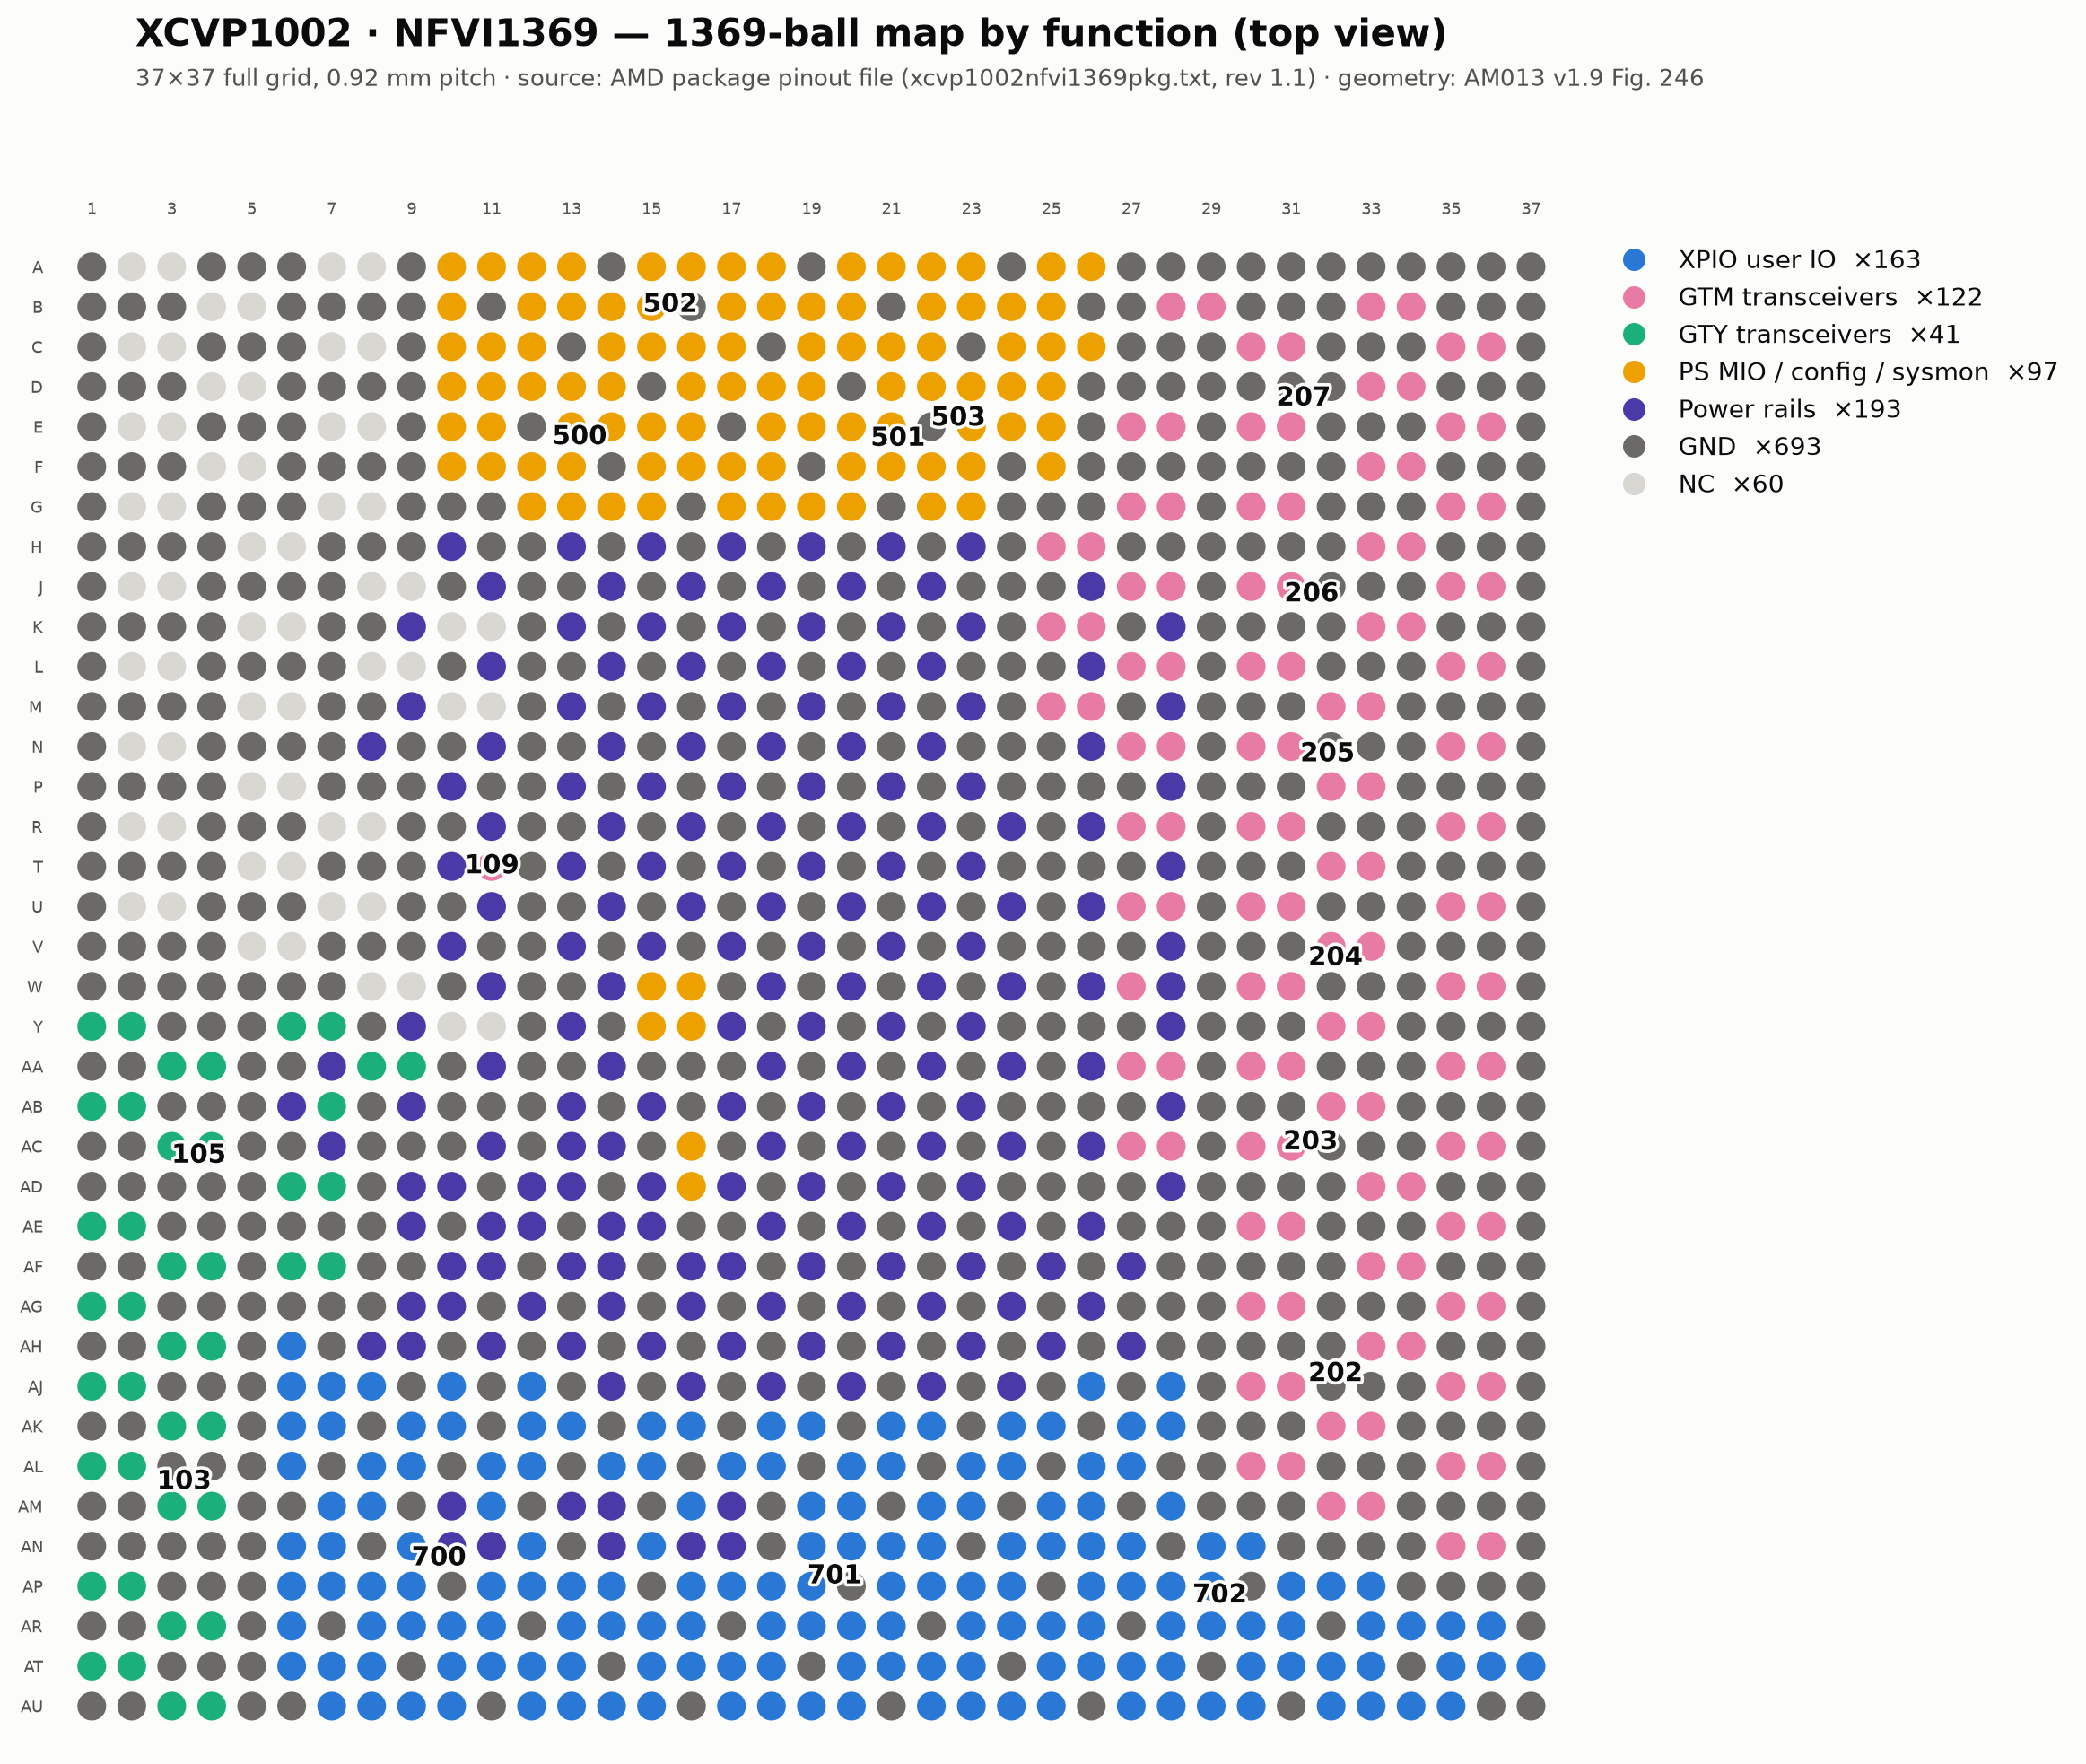 XCVP1002 · NFVI1369 — 1369-ball map by function (top view)
37×37 full grid, 0.92 mm pitch · source: AMD package pinout file (xcvp1002nfvi1369pkg.txt, rev 1.1) · geometry: AM013 v1.9 Fig. 246
1 3 5 7 9 11 13 15 17 19 21 23 25 27 29 31 33 35 37
A
B 502
C
D 207
E 500 501 503
F
G
H
J 206
K
L
M
N 205
P
R
T 109
U
V 204
W
Y
AA
AB
AC 105 203
AD
AE
AF
AG
AH
AJ 202
AK
AL 103
AM
AN 700
AP 701 702
AR
AT
AU
XPIO user IO ×163
GTM transceivers ×122
GTY transceivers ×41
PS MIO / config / sysmon ×97
Power rails ×193
GND ×693
NC ×60